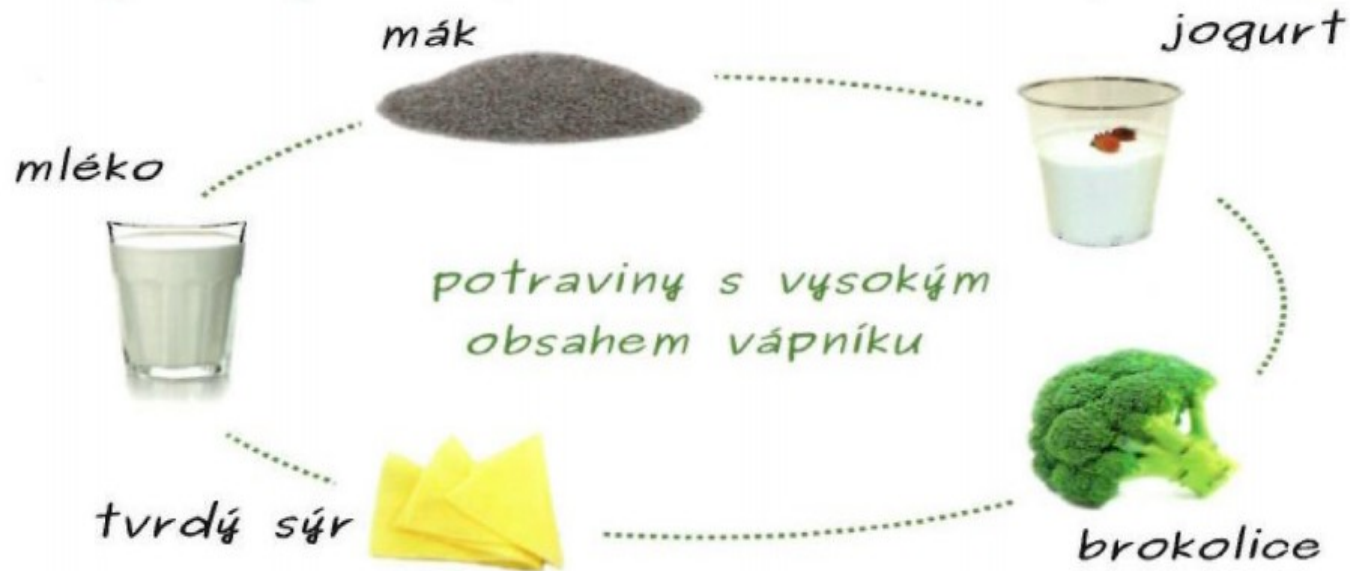 mák
jogurt
mléko
potraviny s vysokým
obsahem vápníku
tvrdý sýr
brokolice